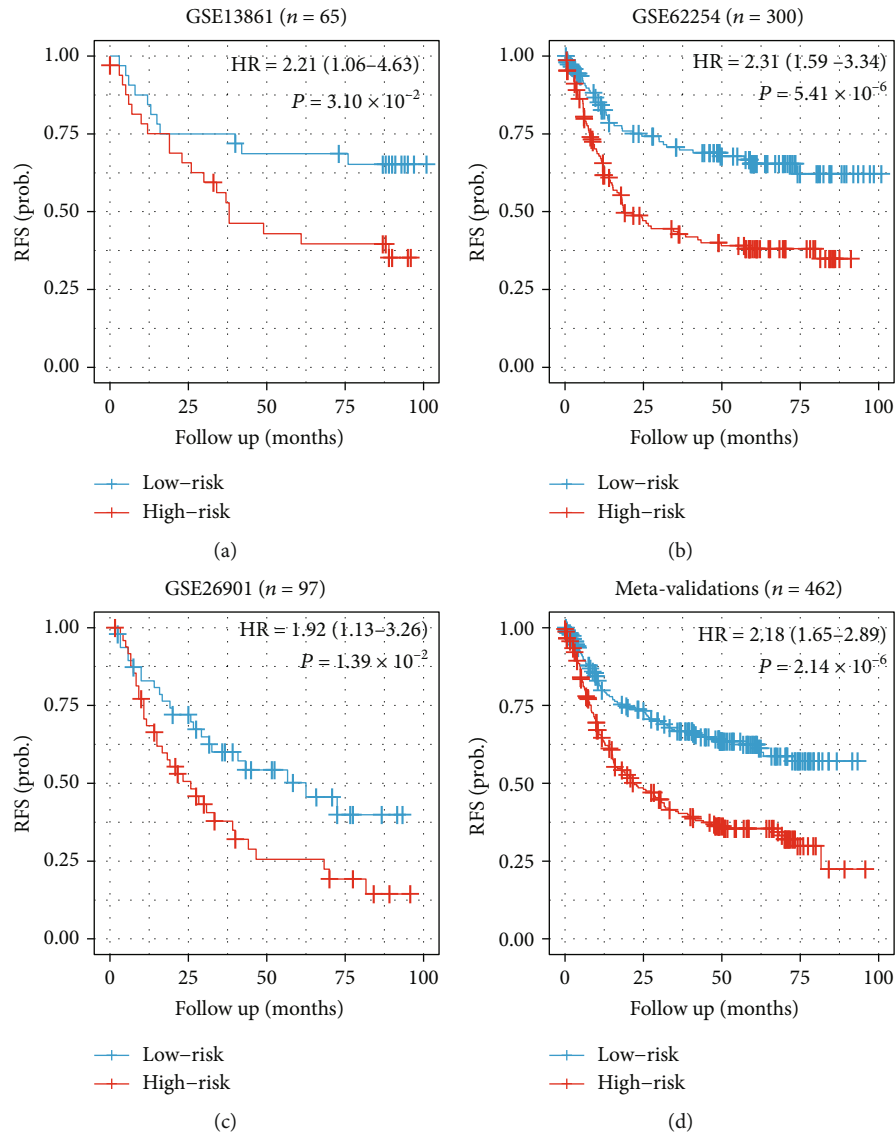 GSE13861 (n = 65)
HR = 2.21 (1.06–4.63)
P = 3.10 × 10⁻²
1.00
0.75
0.50
0.25
0.00
RFS (prob.)
0 25 50 75 100
Follow up (months)
Low–risk
High–risk
(a)
GSE62254 (n = 300)
HR = 2.31 (1.59 –3.34)
P = 5.41 × 10⁻⁶
1.00
0.75
0.50
0.25
0.00
RFS (prob.)
0 25 50 75 100
Follow up (months)
Low–risk
High–risk
(b)
GSE26901 (n = 97)
HR = 1.92 (1.13–3.26)
P = 1.39 × 10⁻²
1.00
0.75
0.50
0.25
0.00
RFS (prob.)
0 25 50 75 100
Follow up (months)
Low–risk
High–risk
(c)
Meta-validations (n = 462)
HR = 2.18 (1.65–2.89)
P = 2.14 × 10⁻⁶
1.00
0.75
0.50
0.25
0.00
RFS (prob.)
0 25 50 75 100
Follow up (months)
Low–risk
High–risk
(d)